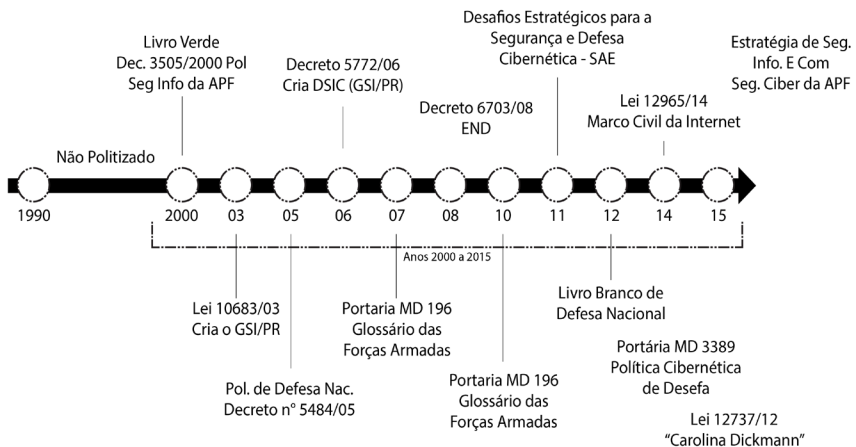 Livro Verde
Dec. 3505/2000 Pol
Seg Info da APF
Decreto 5772/06
Cria DSIC (GSI/PR)
Decreto 6703/08
END
Desafios Estratégicos para a
Segurança e Defesa
Cibernética - SAE
Lei 12965/14
Marco Civil da Internet
Estratégia de Seg.
Info. E Com
Seg. Ciber da APF
Não Politizado
1990
2000
03
05
06
07
08
10
11
12
14
15
Anos 2000 a 2015
Lei 10683/03
Cria o GSI/PR
Pol. de Defesa Nac.
Decreto n° 5484/05
Portaria MD 196
Glossário das
Forças Armadas
Portaria MD 196
Glossário das
Forças Armadas
Livro Branco de
Defesa Nacional
Portária MD 3389
Política Cibernética
de Desefa
Lei 12737/12
“Carolina Dickmann”